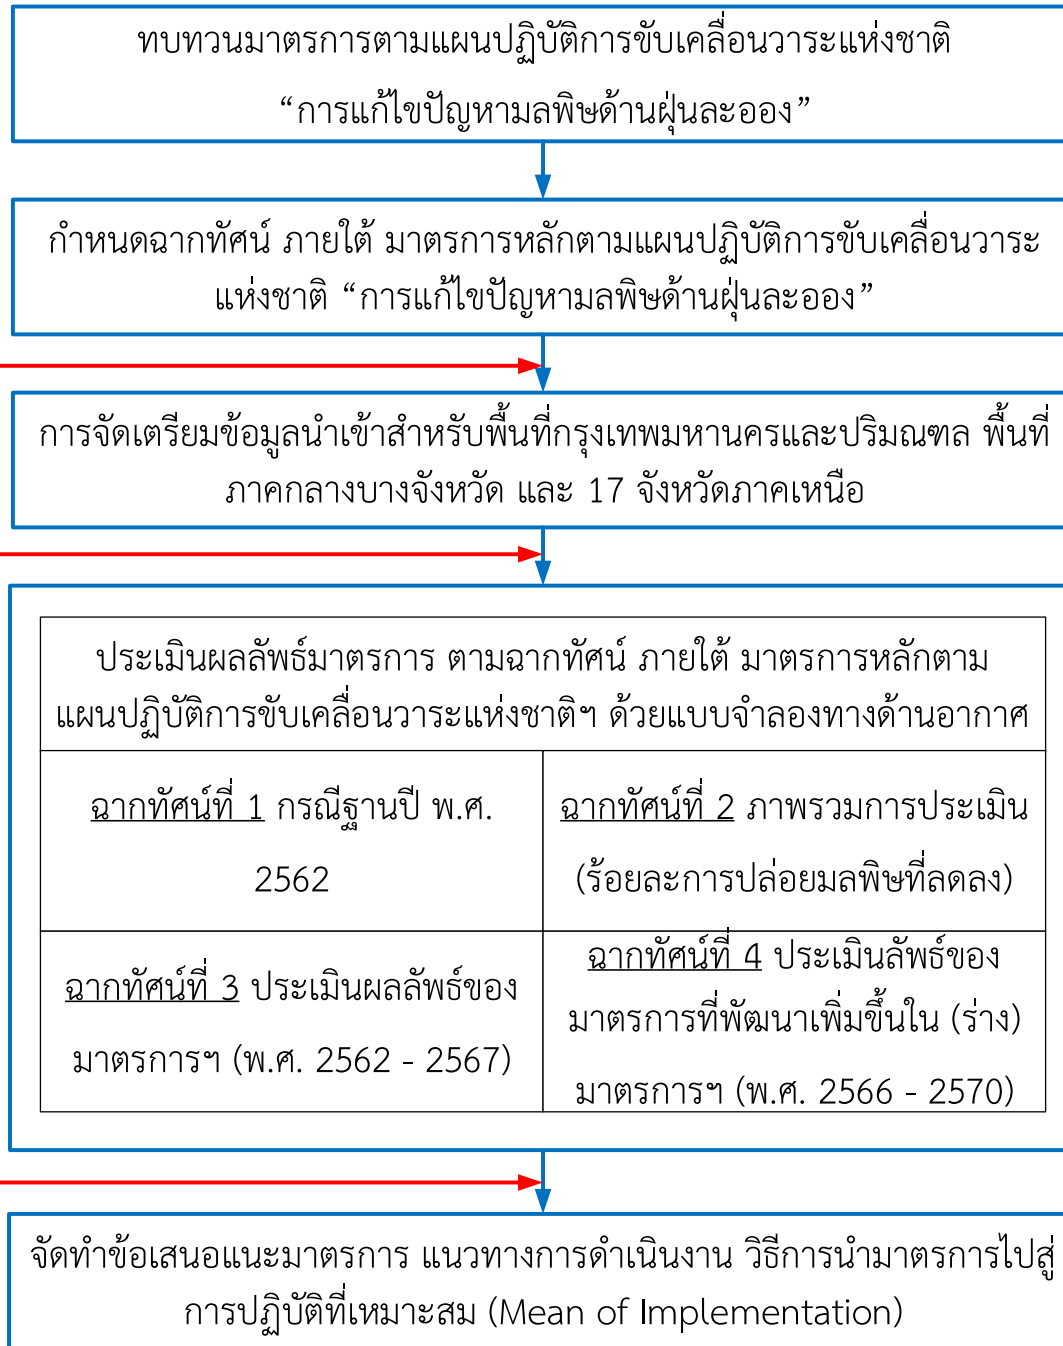 ทบทวนมาตรการตามแผนปฏิบัติการขับเคลื่อนวาระแห่งชาติ
“การแก้ไขปัญหามลพิษด้านฝุ่นละออง”
กำหนดฉากทัศน์ ภายใต้ มาตรการหลักตามแผนปฏิบัติการขับเคลื่อนวาระ
แห่งชาติ “การแก้ไขปัญหามลพิษด้านฝุ่นละออง”
การจัดเตรียมข้อมูลนำเข้าสำหรับพื้นที่กรุงเทพมหานครและปริมณฑล พื้นที่
ภาคกลางบางจังหวัด และ 17 จังหวัดภาคเหนือ
ประเมินผลลัพธ์มาตรการ ตามฉากทัศน์ ภายใต้ มาตรการหลักตาม
แผนปฏิบัติการขับเคลื่อนวาระแห่งชาติฯ ด้วยแบบจำลองทางด้านอากาศ
ฉากทัศน์ที่ 1 กรณีฐานปี พ.ศ.
2562
ฉากทัศน์ที่ 2 ภาพรวมการประเมิน
(ร้อยละการปล่อยมลพิษที่ลดลง)
ฉากทัศน์ที่ 3 ประเมินผลลัพธ์ของ
มาตรการฯ (พ.ศ. 2562 - 2567)
ฉากทัศน์ที่ 4 ประเมินลัพธ์ของ
มาตรการที่พัฒนาเพิ่มขึ้นใน (ร่าง)
มาตรการฯ (พ.ศ. 2566 - 2570)
จัดทำข้อเสนอแนะมาตรการ แนวทางการดำเนินงาน วิธีการนำมาตรการไปสู่
การปฏิบัติที่เหมาะสม (Mean of Implementation)